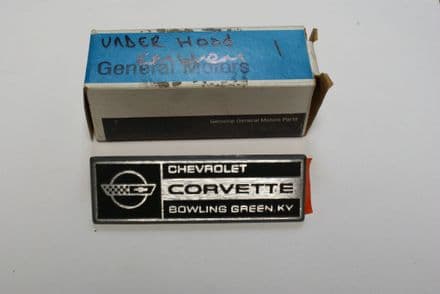 UNDER HOOD 1
General Motors
Genuine General Motors Parts
CHEVROLET
CORVETTE
BOWLING GREEN, KY